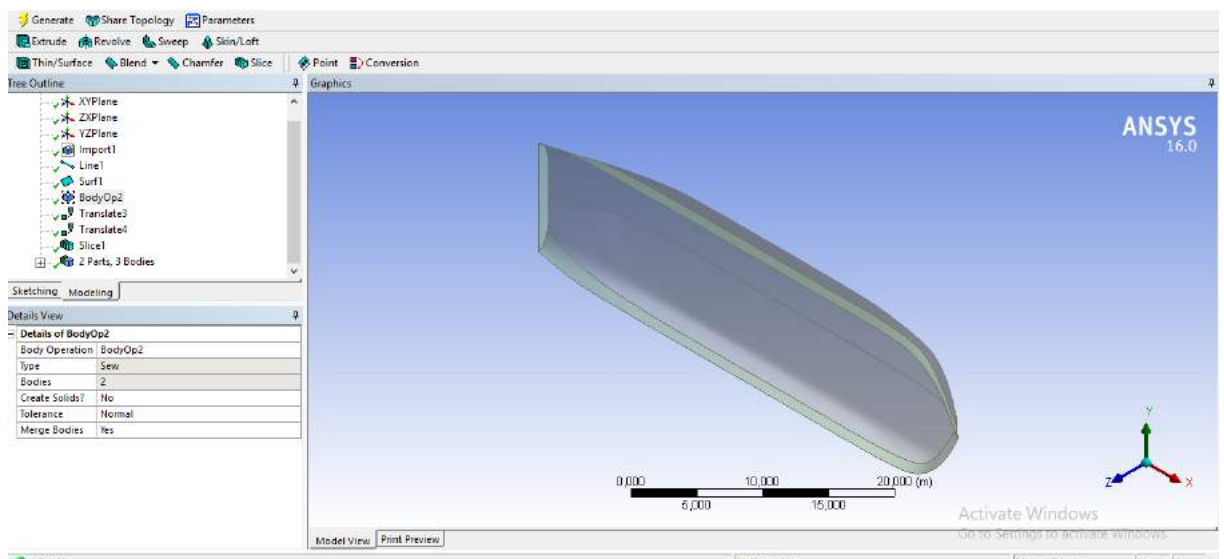 Generate Share Topology Parameters
Extrude Revolve Sweep Skin/Loft
Thin/Surface Blend Chamfer Slice Point Conversion
Tree Outline
XYPlane
ZXPlane
YZPlane
Import1
Line1
Surf1
BodyOp2
Translate3
Translate4
Slice1
2 Parts, 3 Bodies
Sketching Modeling
Details View
Details of BodyOp2
Body Operation BodyOp2
Type Sew
Bodies 2
Create Solids? No
Tolerance Normal
Merge Bodies Yes
Graphics
ANSYS
16.0
Y
Z X
0,000 10,000 20,000 (m)
5,000 15,000
Activate Windows
Go to Settings to activate Windows.
Model View Print Preview